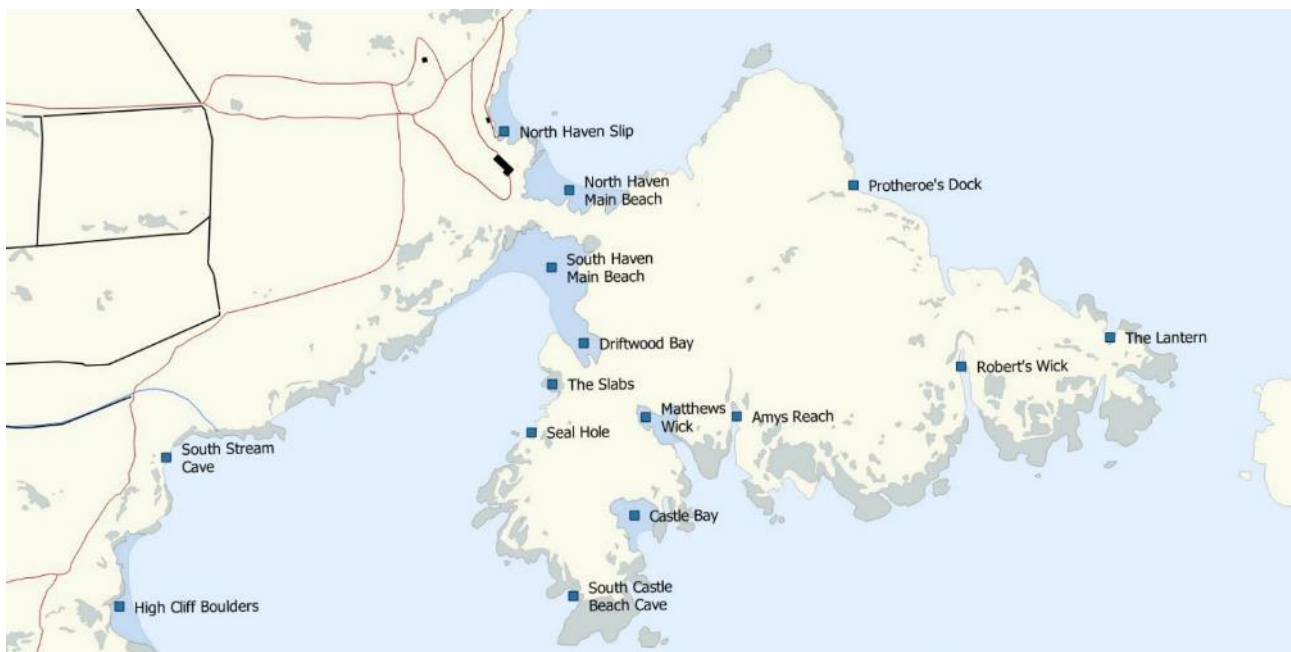 North Haven Slip
North Haven
Main Beach
Protheroe's Dock
South Haven
Main Beach
The Lantern
Driftwood Bay
Robert's Wick
The Slabs
Matthews
Wick
Amys Reach
Seal Hole
South Stream
Cave
Castle Bay
South Castle
Beach Cave
High Cliff Boulders